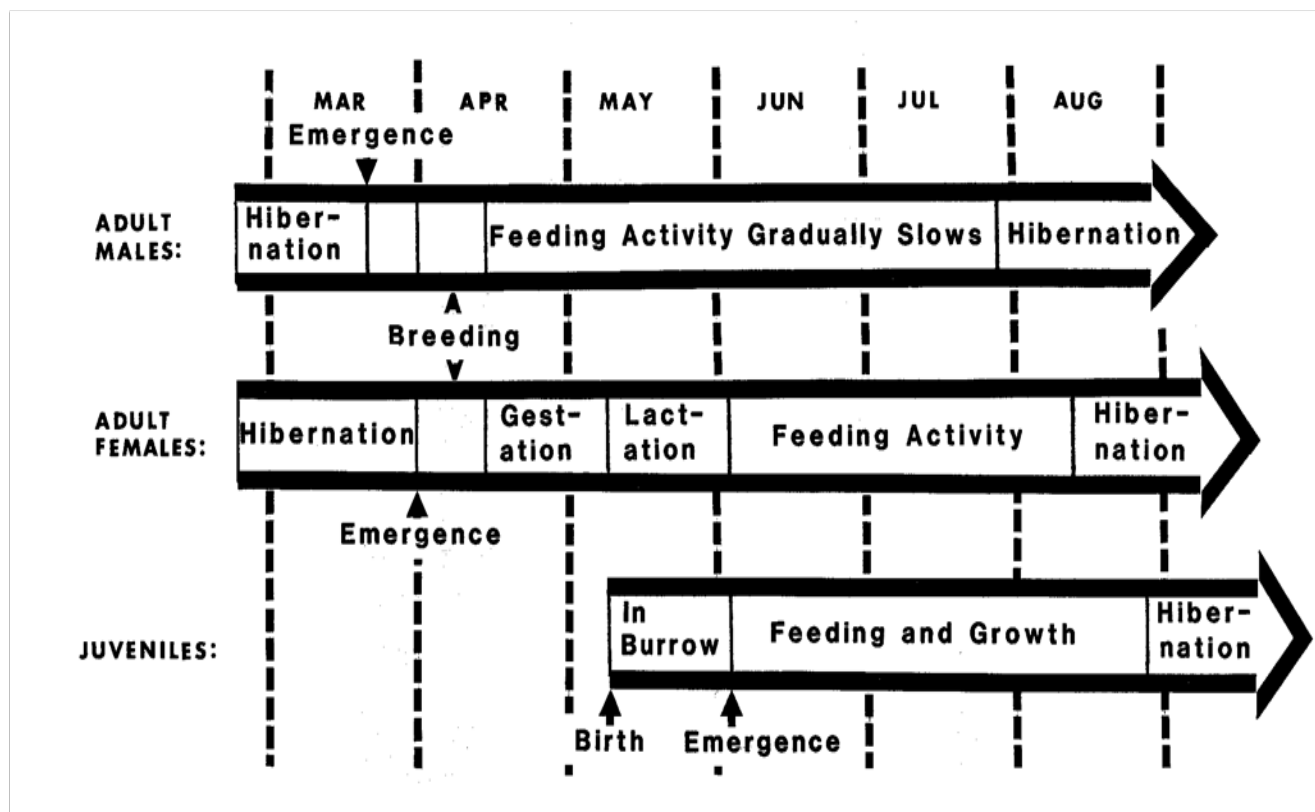 MAR APR MAY JUN JUL AUG
Emergence
ADULT
MALES:
Hiber-
nation
Feeding Activity Gradually Slows
Hibernation
Breeding
ADULT
FEMALES:
Hibernation
Gest-
ation
Lact-
ation
Feeding Activity
Hiber-
nation
Emergence
JUVENILES:
In
Burrow
Feeding and Growth
Hiber-
nation
Birth
Emergence